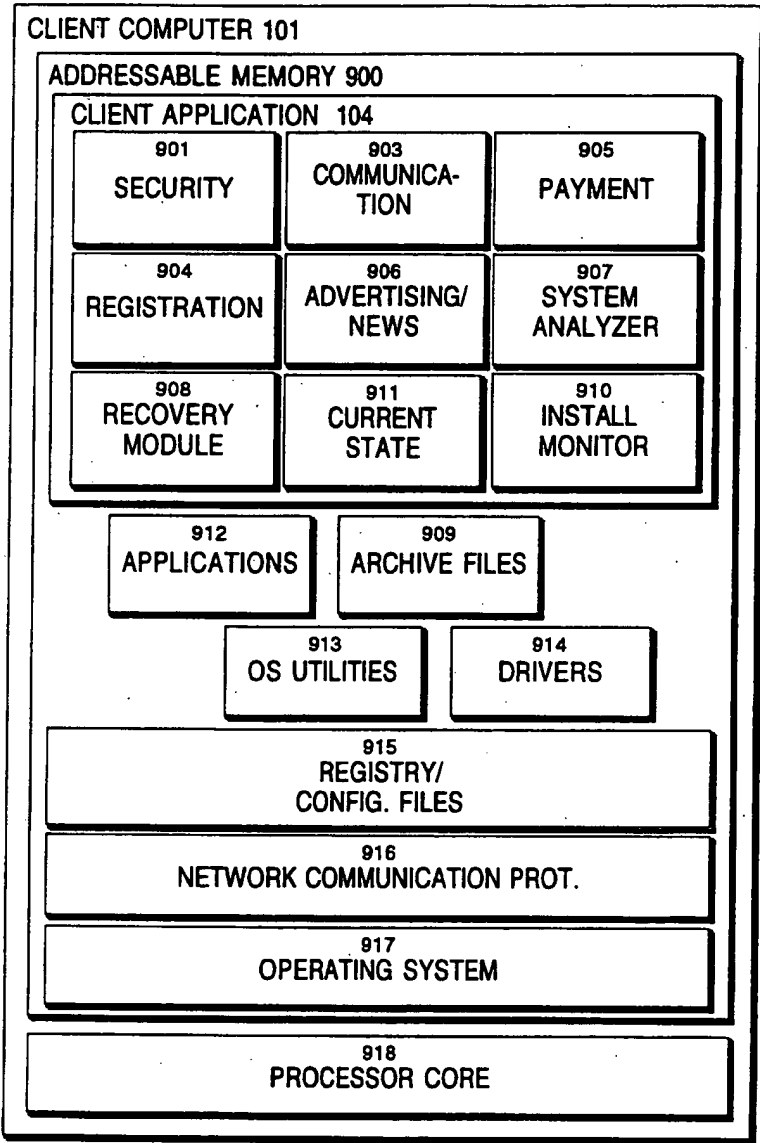 CLIENT COMPUTER 101
ADDRESSABLE MEMORY 900
CLIENT APPLICATION 104
901
SECURITY
903
COMMUNICA-
TION
905
PAYMENT
904
REGISTRATION
906
ADVERTISING/
NEWS
907
SYSTEM
ANALYZER
908
RECOVERY
MODULE
911
CURRENT
STATE
910
INSTALL
MONITOR
912
APPLICATIONS
909
ARCHIVE FILES
913
OS UTILITIES
914
DRIVERS
915
REGISTRY/
CONFIG. FILES
916
NETWORK COMMUNICATION PROT.
917
OPERATING SYSTEM
918
PROCESSOR CORE